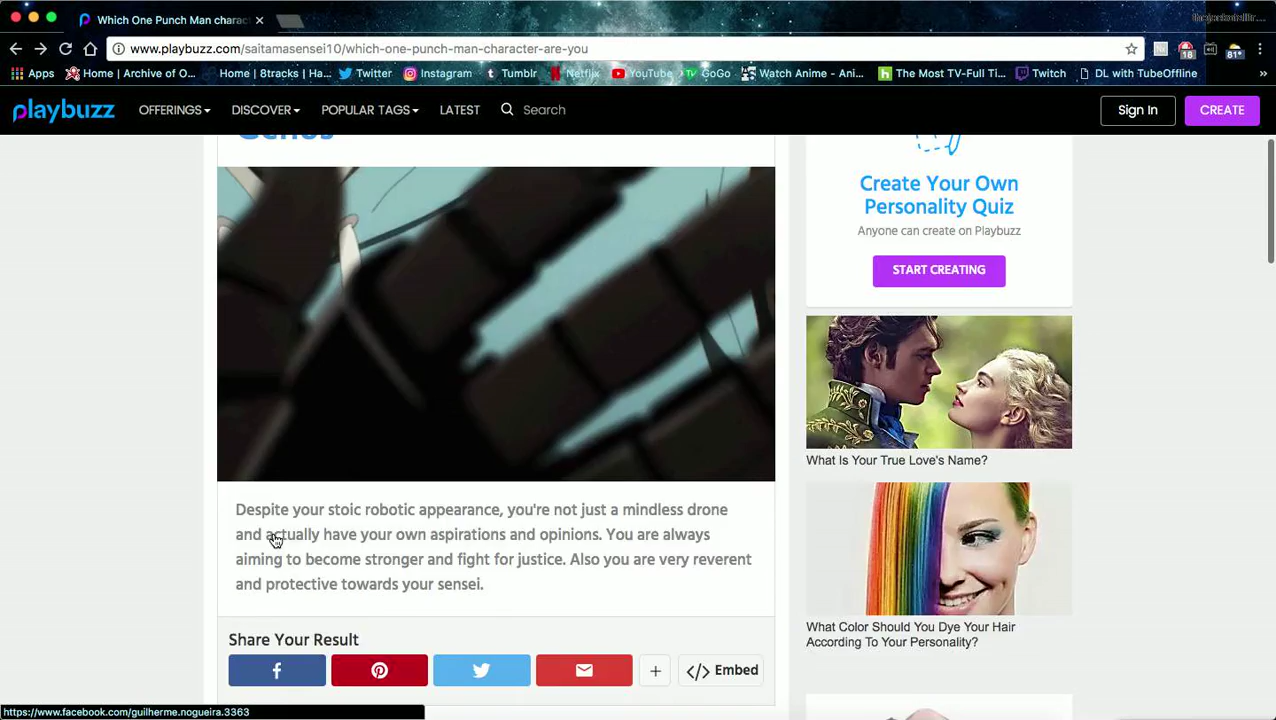 Which One Punch Man charac
www.playbuzz.com/saitamasensei10/which-one-punch-man-character-are-you
Apps
Home | Archive of O...
Home | 8tracks | Ha...
Twitter
Instagram
Tumblr
Netflix
YouTube
GoGo
Watch Anime - Ani...
The Most TV-Full Ti...
Twitch
DL with TubeOffline
18
81°
playbuzz
OFFERINGS
DISCOVER
POPULAR TAGS
LATEST
Search
Sign In
CREATE
Genos
Despite your stoic robotic appearance, you're not just a mindless drone
and actually have your own aspirations and opinions. You are always
aiming to become stronger and fight for justice. Also you are very reverent
and protective towards your sensei.
Share Your Result
Embed
Create Your Own
Personality Quiz
Anyone can create on Playbuzz
START CREATING
What Is Your True Love's Name?
What Color Should You Dye Your Hair
According To Your Personality?
https://www.facebook.com/guilherme.nogueira.3363